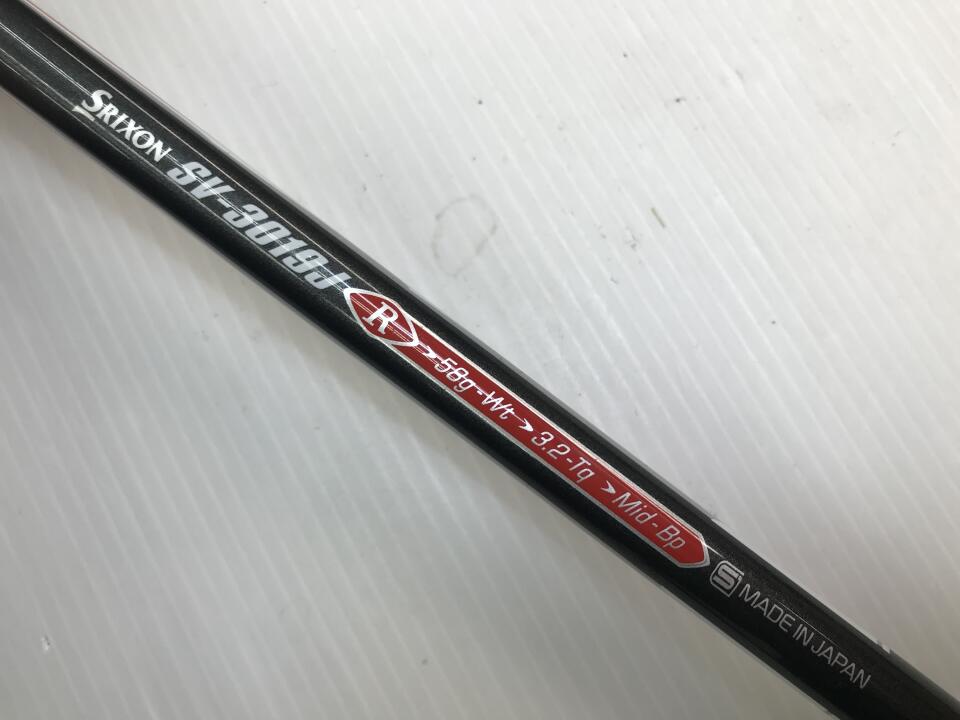 SRIXON SV-3019J R >58g-Wt >3.2-Tq >Mid-Bp S MADE IN JAPAN